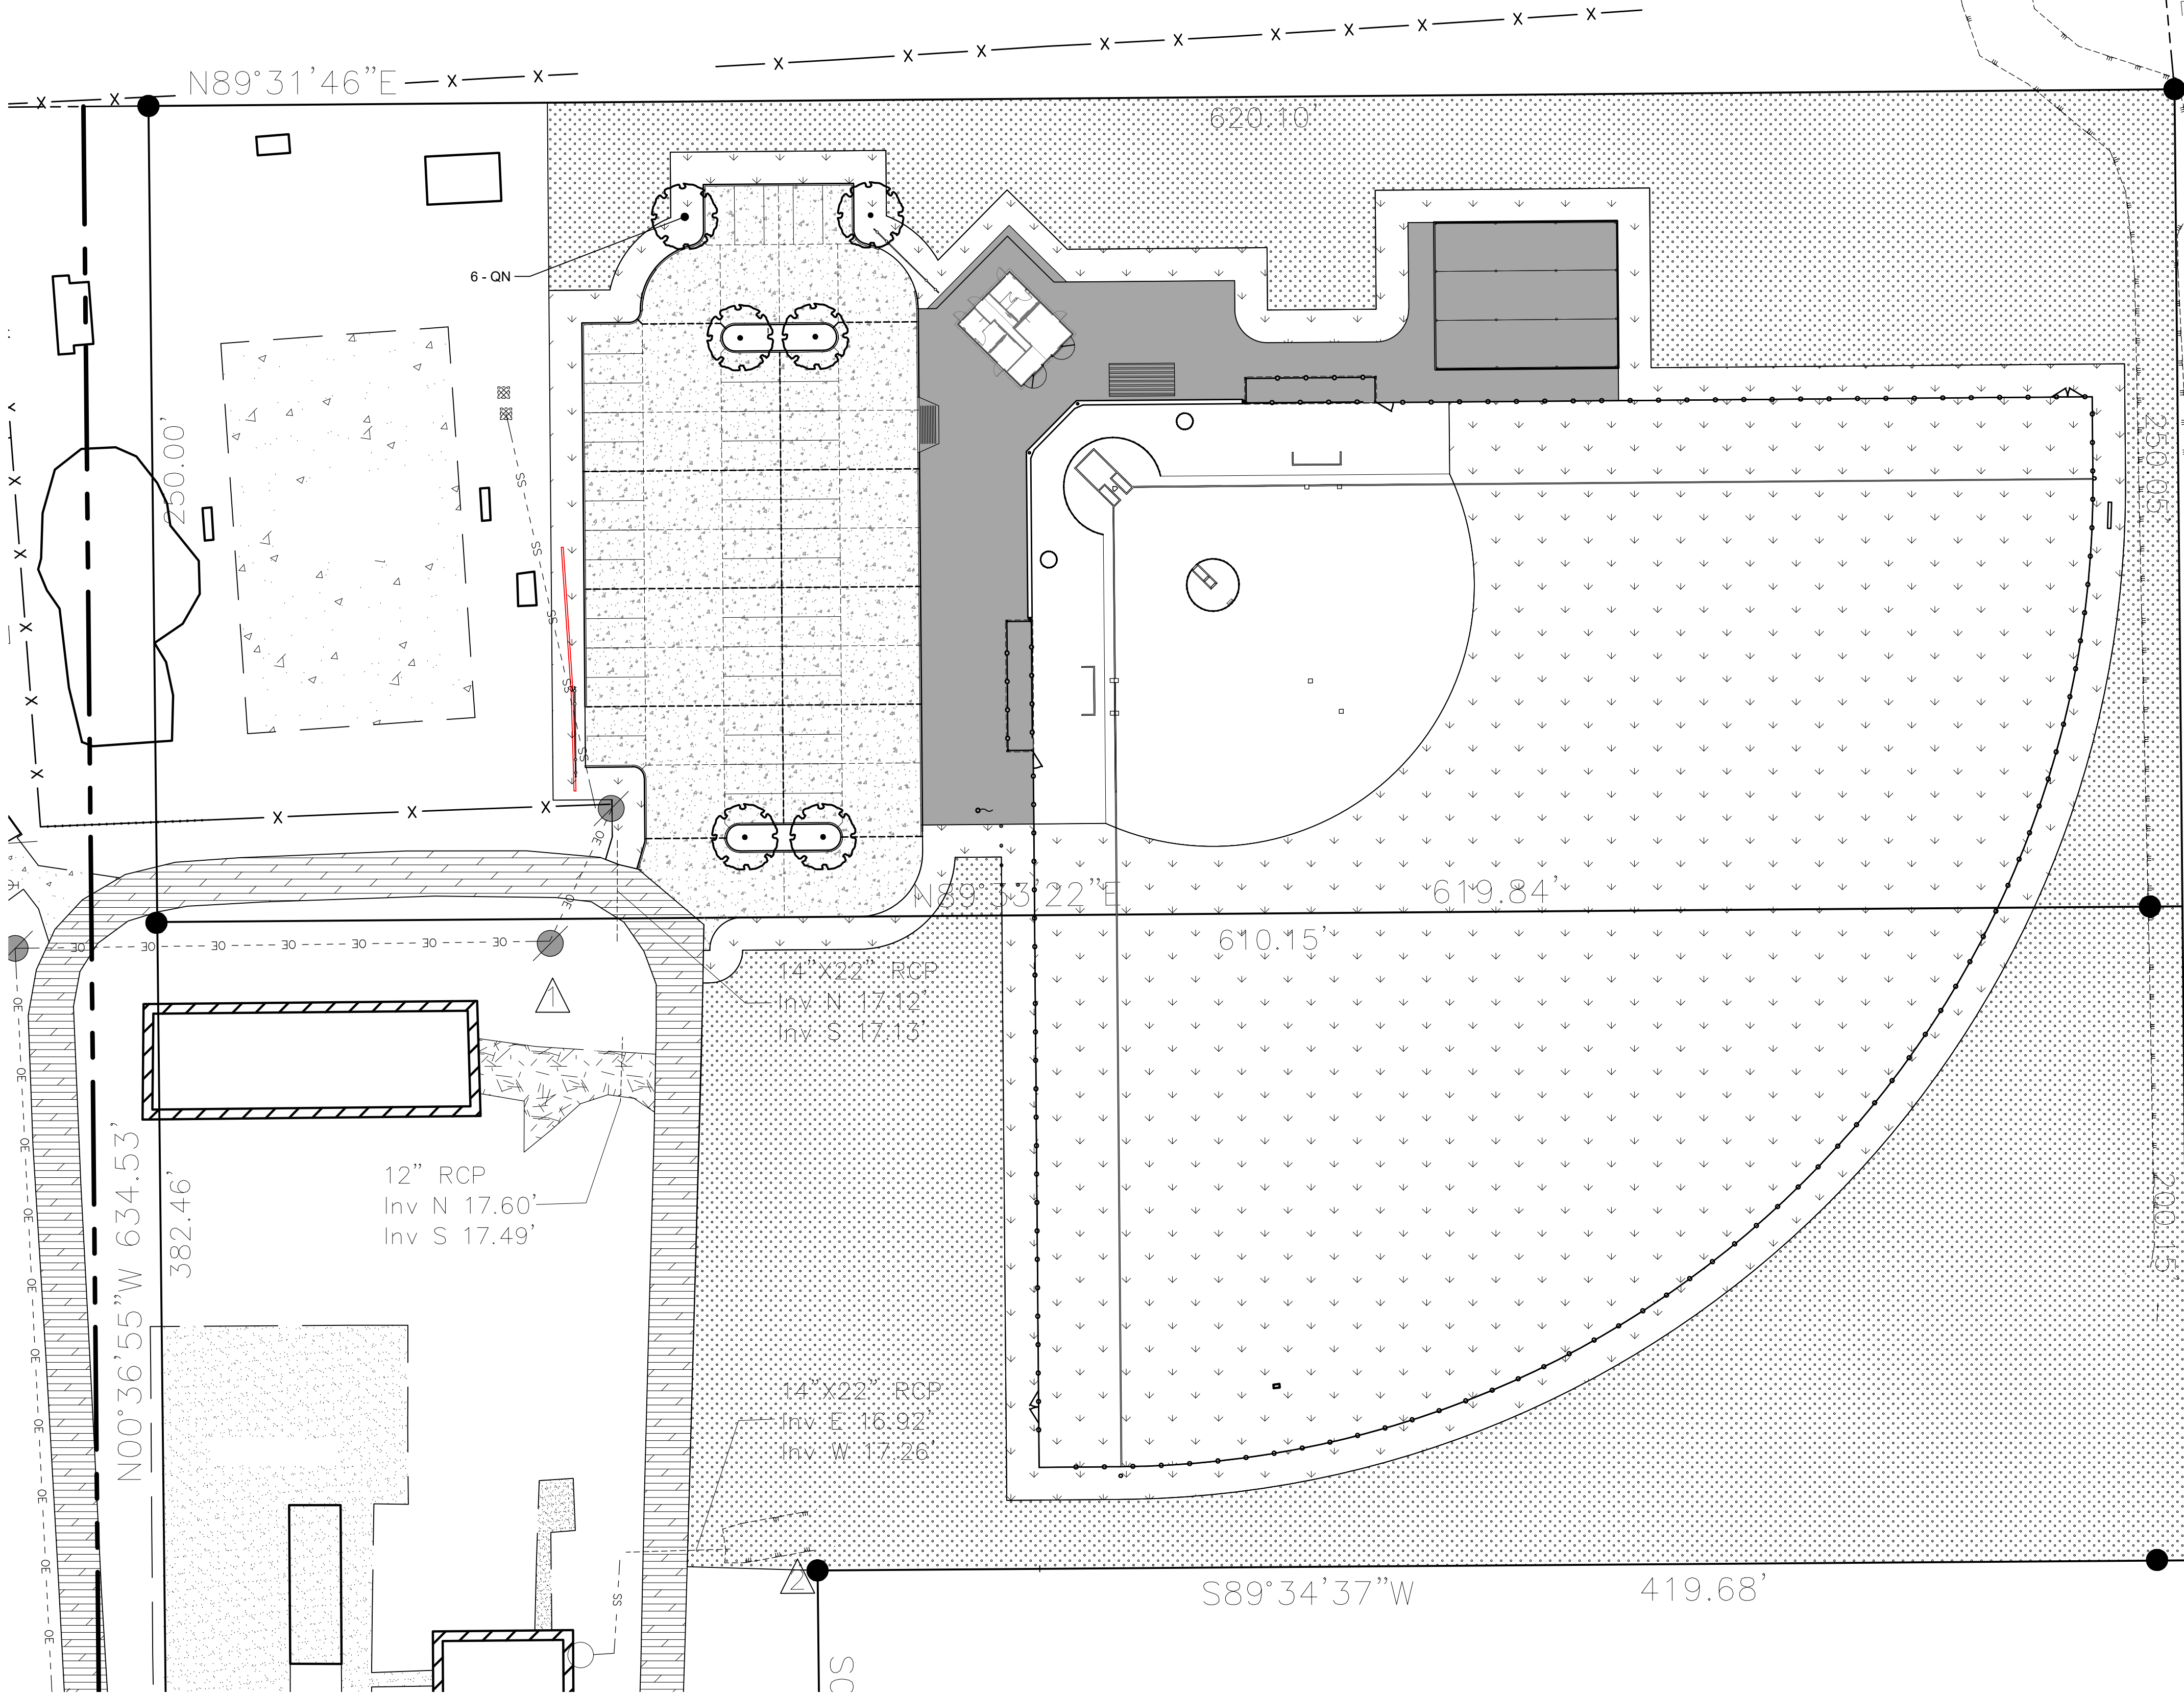 N89°31'46"E
620.10'
6 - QN
250.00'
250.05'
N89°33'22"E
619.84'
610.15'
14"X22" RCP
Inv N 17.12'
Inv S 17.13'
1
12" RCP
Inv N 17.60'
Inv S 17.49'
N00°36'55"W 634.53'
382.46'
200.15'
14"X22" RCP
Inv E 16.92'
Inv W 17.26'
2
S89°34'37"W
419.68'